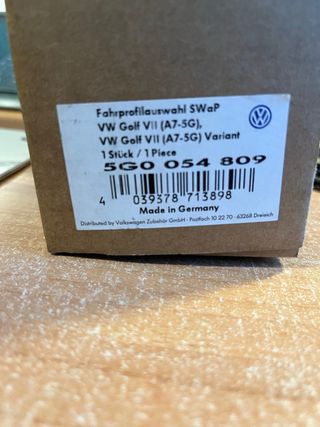 Fahrprofilauswahl SWaP
VW Golf VII (A7-5G),
VW Golf VII (A7-5G) Variant
1 Stück / 1 Piece
5G0 054 809
4 039378 713898
Made in Germany
Distributed by Volkswagen Zubehör GmbH - Postfach 10 22 70 - 63268 Dreieich